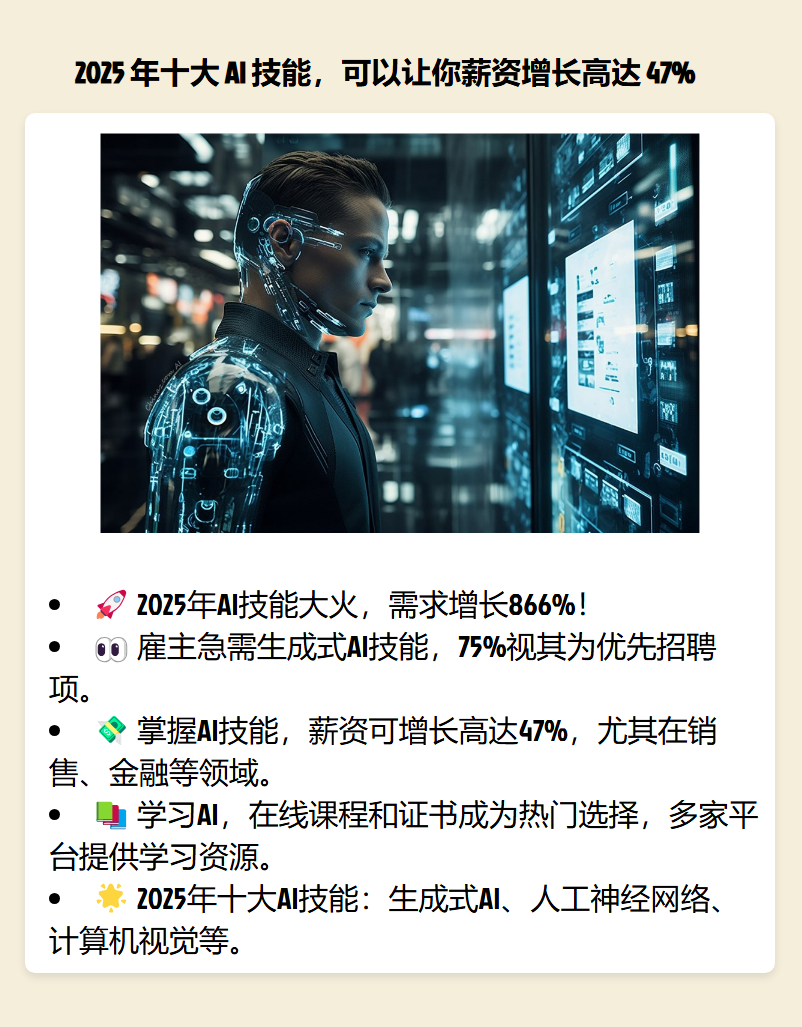 2025 年十大 AI 技能，可以让你薪资增长高达 47%
• 🚀 2025年AI技能大火，需求增长866%！
• 👀 雇主急需生成式AI技能，75%视其为优先招聘
项。
• 💸 掌握AI技能，薪资可增长高达47%，尤其在销
售、金融等领域。
• 📚 学习AI，在线课程和证书成为热门选择，多家平
台提供学习资源。
• 🌟 2025年十大AI技能：生成式AI、人工神经网络、
计算机视觉等。